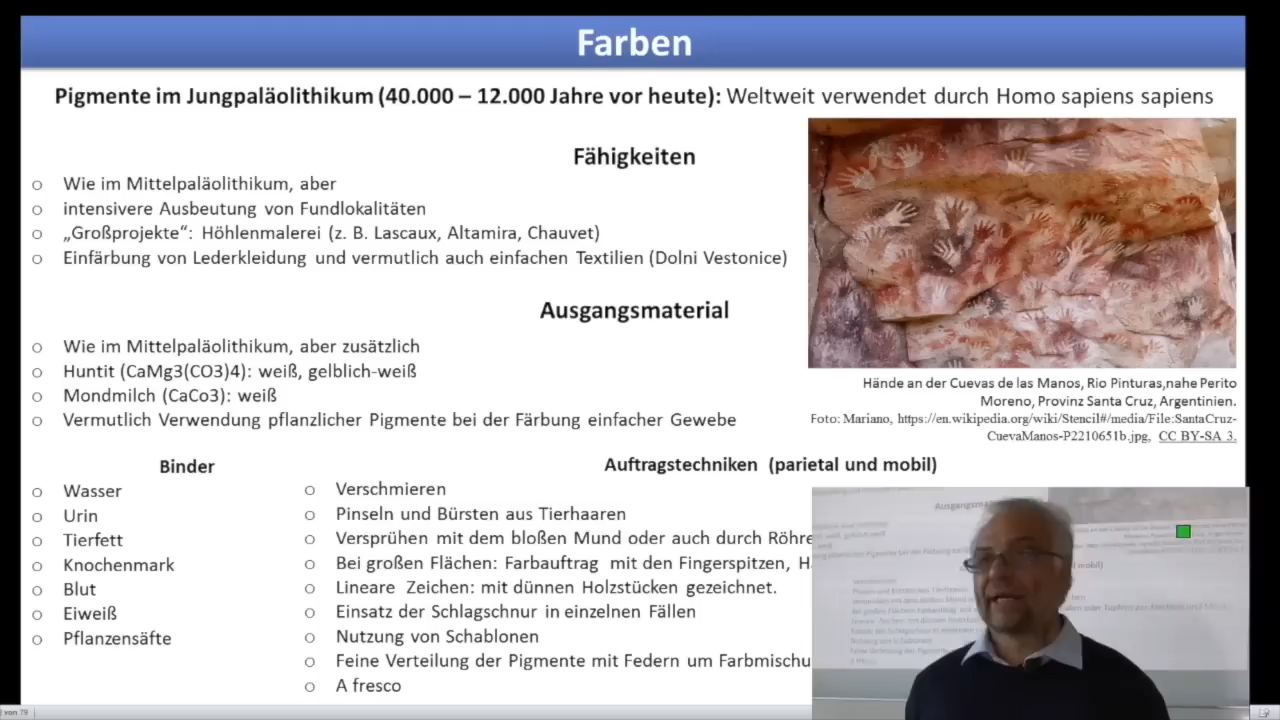 Farben
Pigmente im Jungpaläolithikum (40.000 – 12.000 Jahre vor heute): Weltweit verwendet durch Homo sapiens sapiens
Fähigkeiten
o Wie im Mittelpaläolithikum, aber
o intensivere Ausbeutung von Fundlokalitäten
o „Großprojekte“: Höhlenmalerei (z. B. Lascaux, Altamira, Chauvet)
o Einfärbung von Lederkleidung und vermutlich auch einfachen Textilien (Dolni Vestonice)
Ausgangsmaterial
o Wie im Mittelpaläolithikum, aber zusätzlich
o Huntit (CaMg3(CO3)4): weiß, gelblich-weiß
o Mondmilch (CaCo3): weiß
o Vermutlich Verwendung pflanzlicher Pigmente bei der Färbung einfacher Gewebe
Hände an der Cuevas de las Manos, Rio Pinturas,nahe Perito
Moreno, Provinz Santa Cruz, Argentinien.
Foto: Mariano, https://en.wikipedia.org/wiki/Stencil#/media/File:SantaCruz-
CuevaManos-P2210651b.jpg, CC BY-SA 3.
Binder
o Wasser
o Urin
o Tierfett
o Knochenmark
o Blut
o Eiweiß
o Pflanzensäfte
Auftragstechniken (parietal und mobil)
o Verschmieren
o Pinseln und Bürsten aus Tierhaaren
o Versprühen mit dem bloßen Mund oder auch durch Röhre
o Bei großen Flächen: Farbauftrag mit den Fingerspitzen, H
o Lineare Zeichen: mit dünnen Holzstücken gezeichnet.
o Einsatz der Schlagschnur in einzelnen Fällen
o Nutzung von Schablonen
o Feine Verteilung der Pigmente mit Federn um Farbmischu
o A fresco
von 79